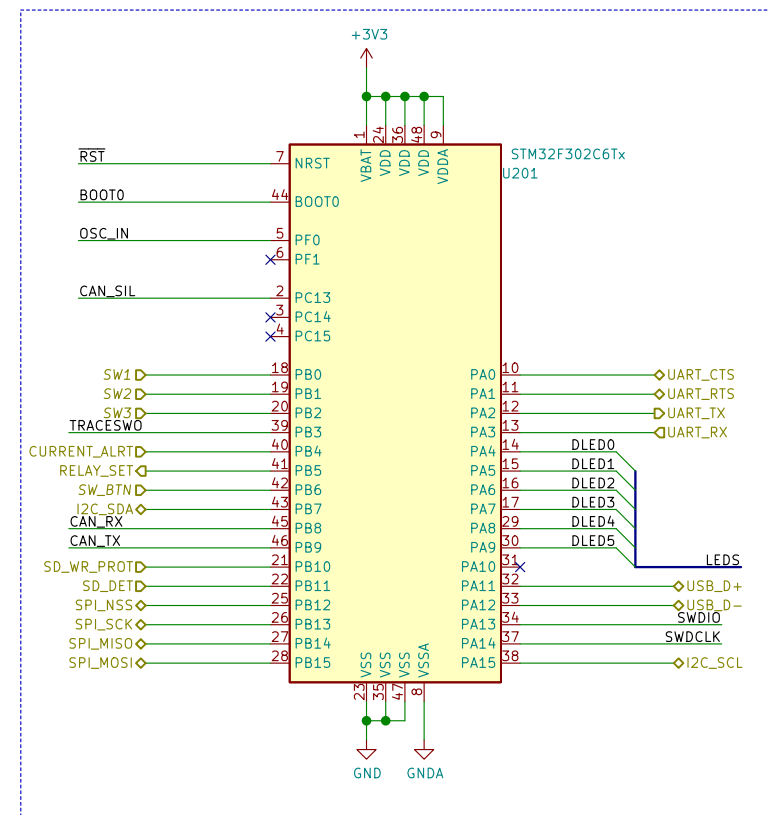 +3V3
1 24 36 48 9
VBAT VDD VDD VDD VDDA
STM32F302C6Tx
U201
RST 7 NRST
BOOT0 44 BOOT0
OSC_IN 5 PF0
6 PF1
CAN_SIL 2 PC13
3 PC14
4 PC15
SW1 18 PB0 PA0 10 UART_CTS
SW2 19 PB1 PA1 11 UART_RTS
SW3 20 PB2 PA2 12 UART_TX
TRACESWO 39 PB3 PA3 13 UART_RX
CURRENT_ALRT 40 PB4 PA4 14 DLED0
RELAY_SET 41 PB5 PA5 15 DLED1
SW_BTN 42 PB6 PA6 16 DLED2
I2C_SDA 43 PB7 PA7 17 DLED3
CAN_RX 45 PB8 PA8 29 DLED4
CAN_TX 46 PB9 PA9 30 DLED5
SD_WR_PROT 21 PB10 PA10 31 LEDS
SD_DET 22 PB11 PA11 32 USB_D+
SPI_NSS 25 PB12 PA12 33 USB_D-
SPI_SCK 26 PB13 PA13 34 SWDIO
SPI_MISO 27 PB14 PA14 37 SWDCLK
SPI_MOSI 28 PB15 PA15 38 I2C_SCL
VSS VSS VSS VSSA
23 35 47 8
GND GNDA